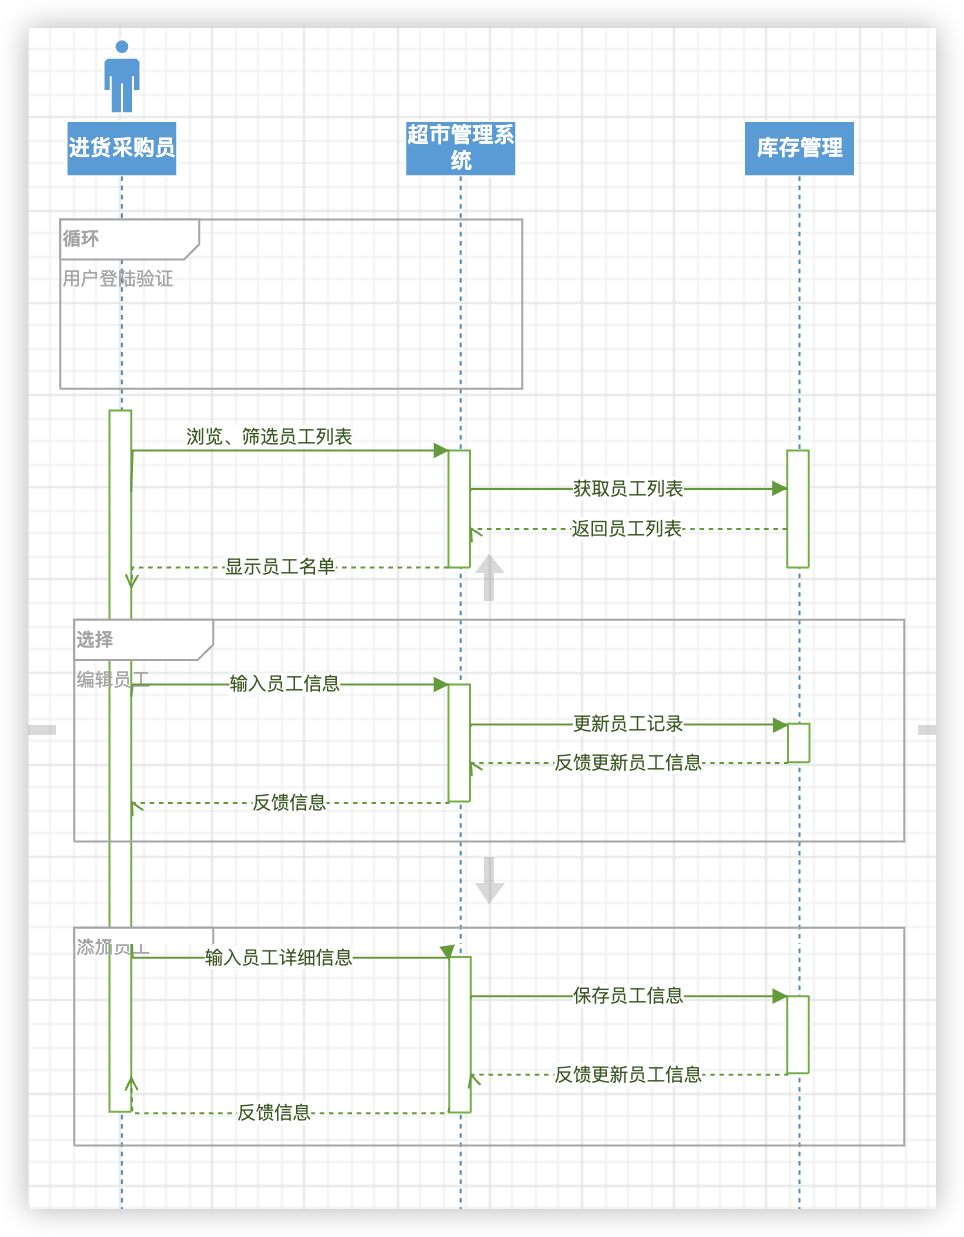 进货采购员
超市管理系
统
库存管理
循环
用户登陆验证
浏览、筛选员工列表
获取员工列表
返回员工列表
显示员工名单
选择
编辑员工
输入员工信息
更新员工记录
反馈更新员工信息
反馈信息
添加员工
输入员工详细信息
保存员工信息
反馈更新员工信息
反馈信息